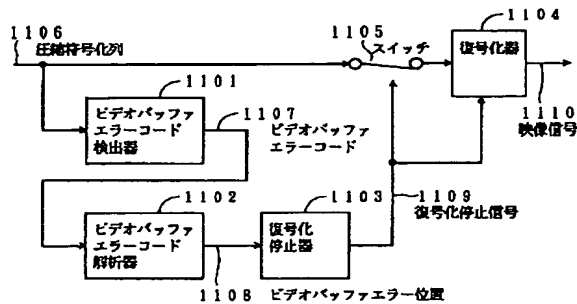 1106
圧縮符号化列
1105
スイッチ
1104
復号化器
1110
映像信号
1101
ビデオバッファ
エラーコード
検出器
1107
ビデオバッファ
エラーコード
1102
ビデオバッファ
エラーコード
解析器
1103
復号化
停止器
1109
復号化停止信号
1108 ビデオバッファエラー位置